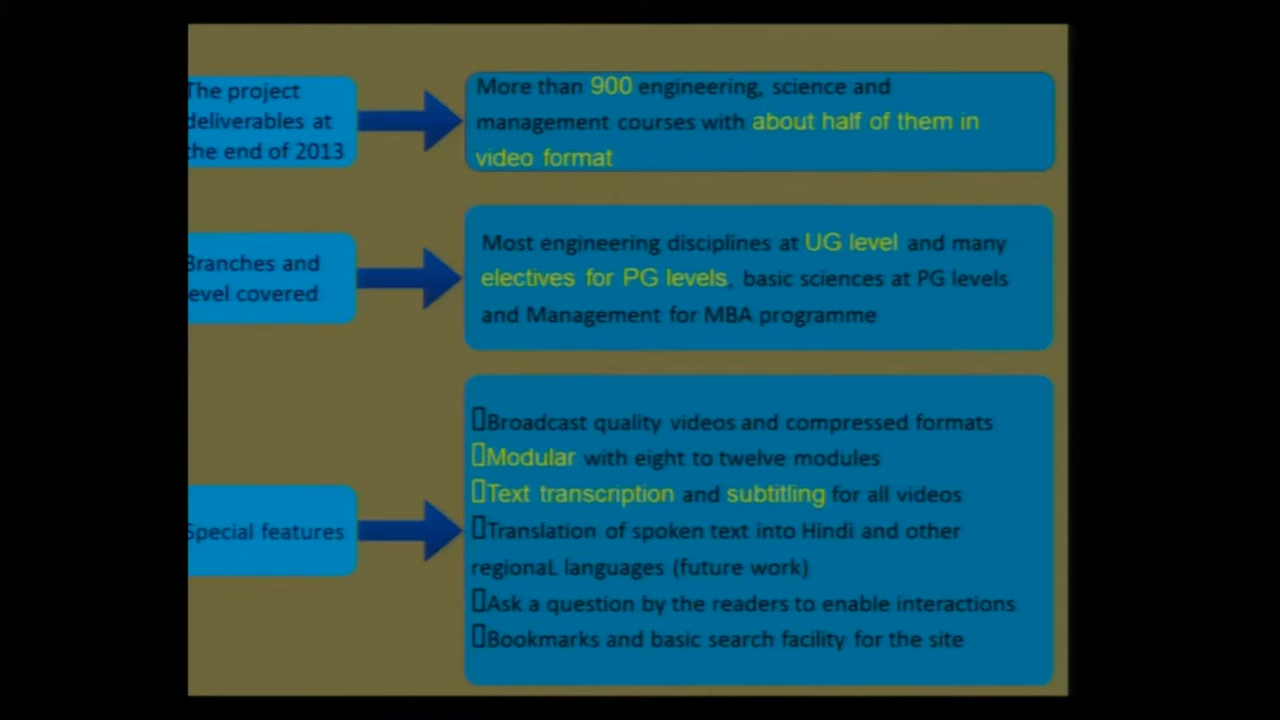 The project
deliverables at
the end of 2013
More than 900 engineering, science and
management courses with about half of them in
video format
Branches and
level covered
Most engineering disciplines at UG level and many
electives for PG levels, basic sciences at PG levels
and Management for MBA programme
Special features
Broadcast quality videos and compressed formats
Modular with eight to twelve modules
Text transcription and subtitling for all videos
Translation of spoken text into Hindi and other
regionaL languages (future work)
Ask a question by the readers to enable interactions
Bookmarks and basic search facility for the site